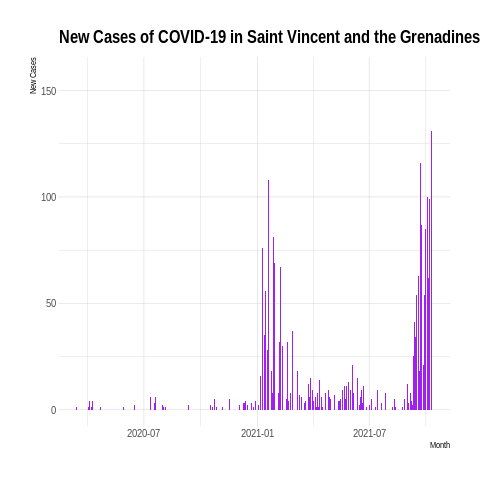 New Cases of COVID-19 in Saint Vincent and the Grenadines
New Cases
150
100
50
0
2020-07
2021-01
2021-07
Month